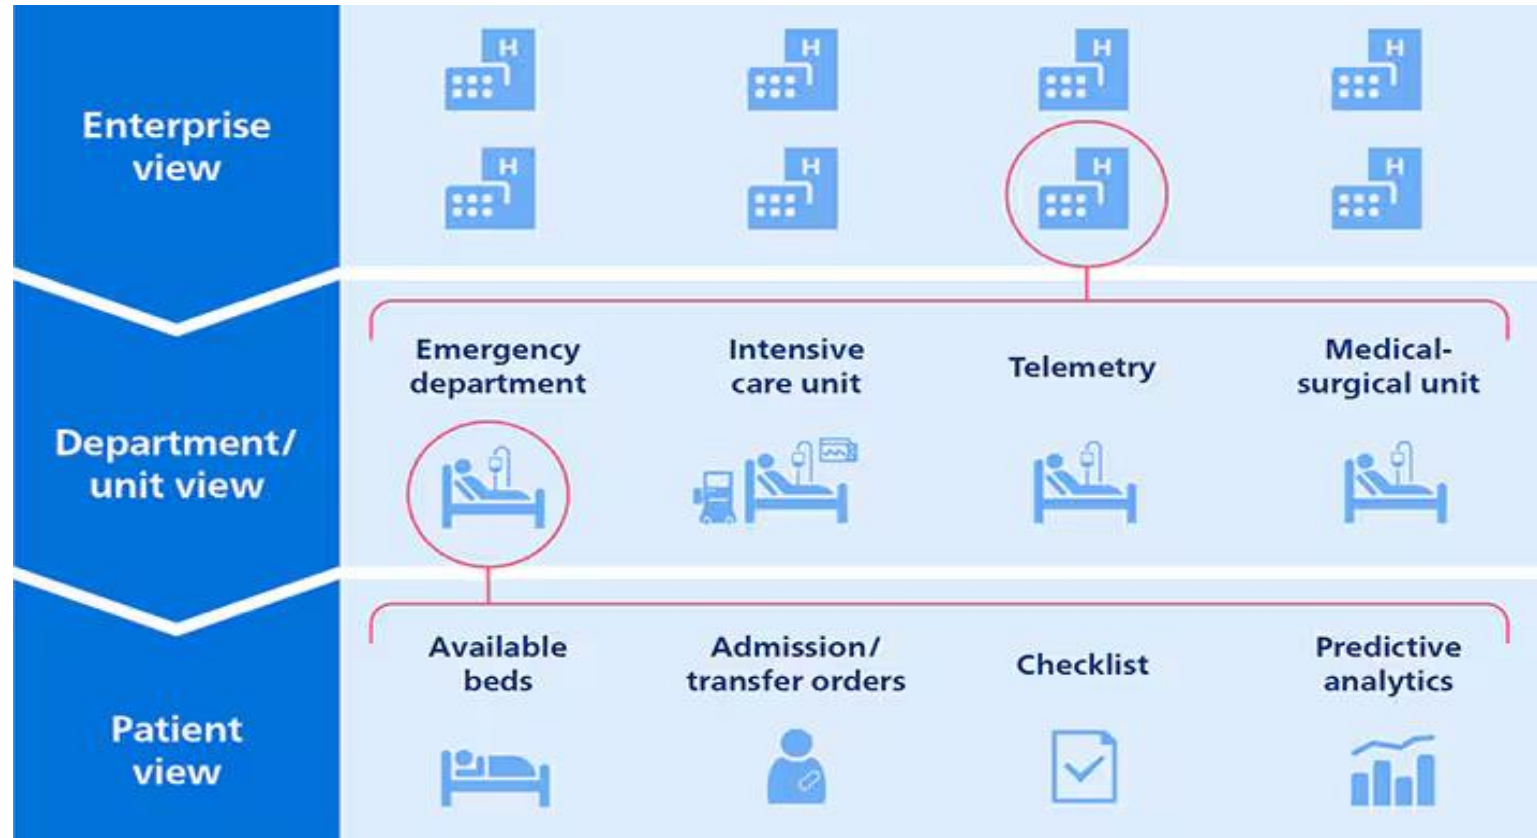 H H H H
Enterprise
view
H H H H
Emergency
department
Intensive
care unit
Telemetry
Medical-
surgical unit
Department/
unit view
Available
beds
Admission/
transfer orders
Checklist
Predictive
analytics
Patient
view